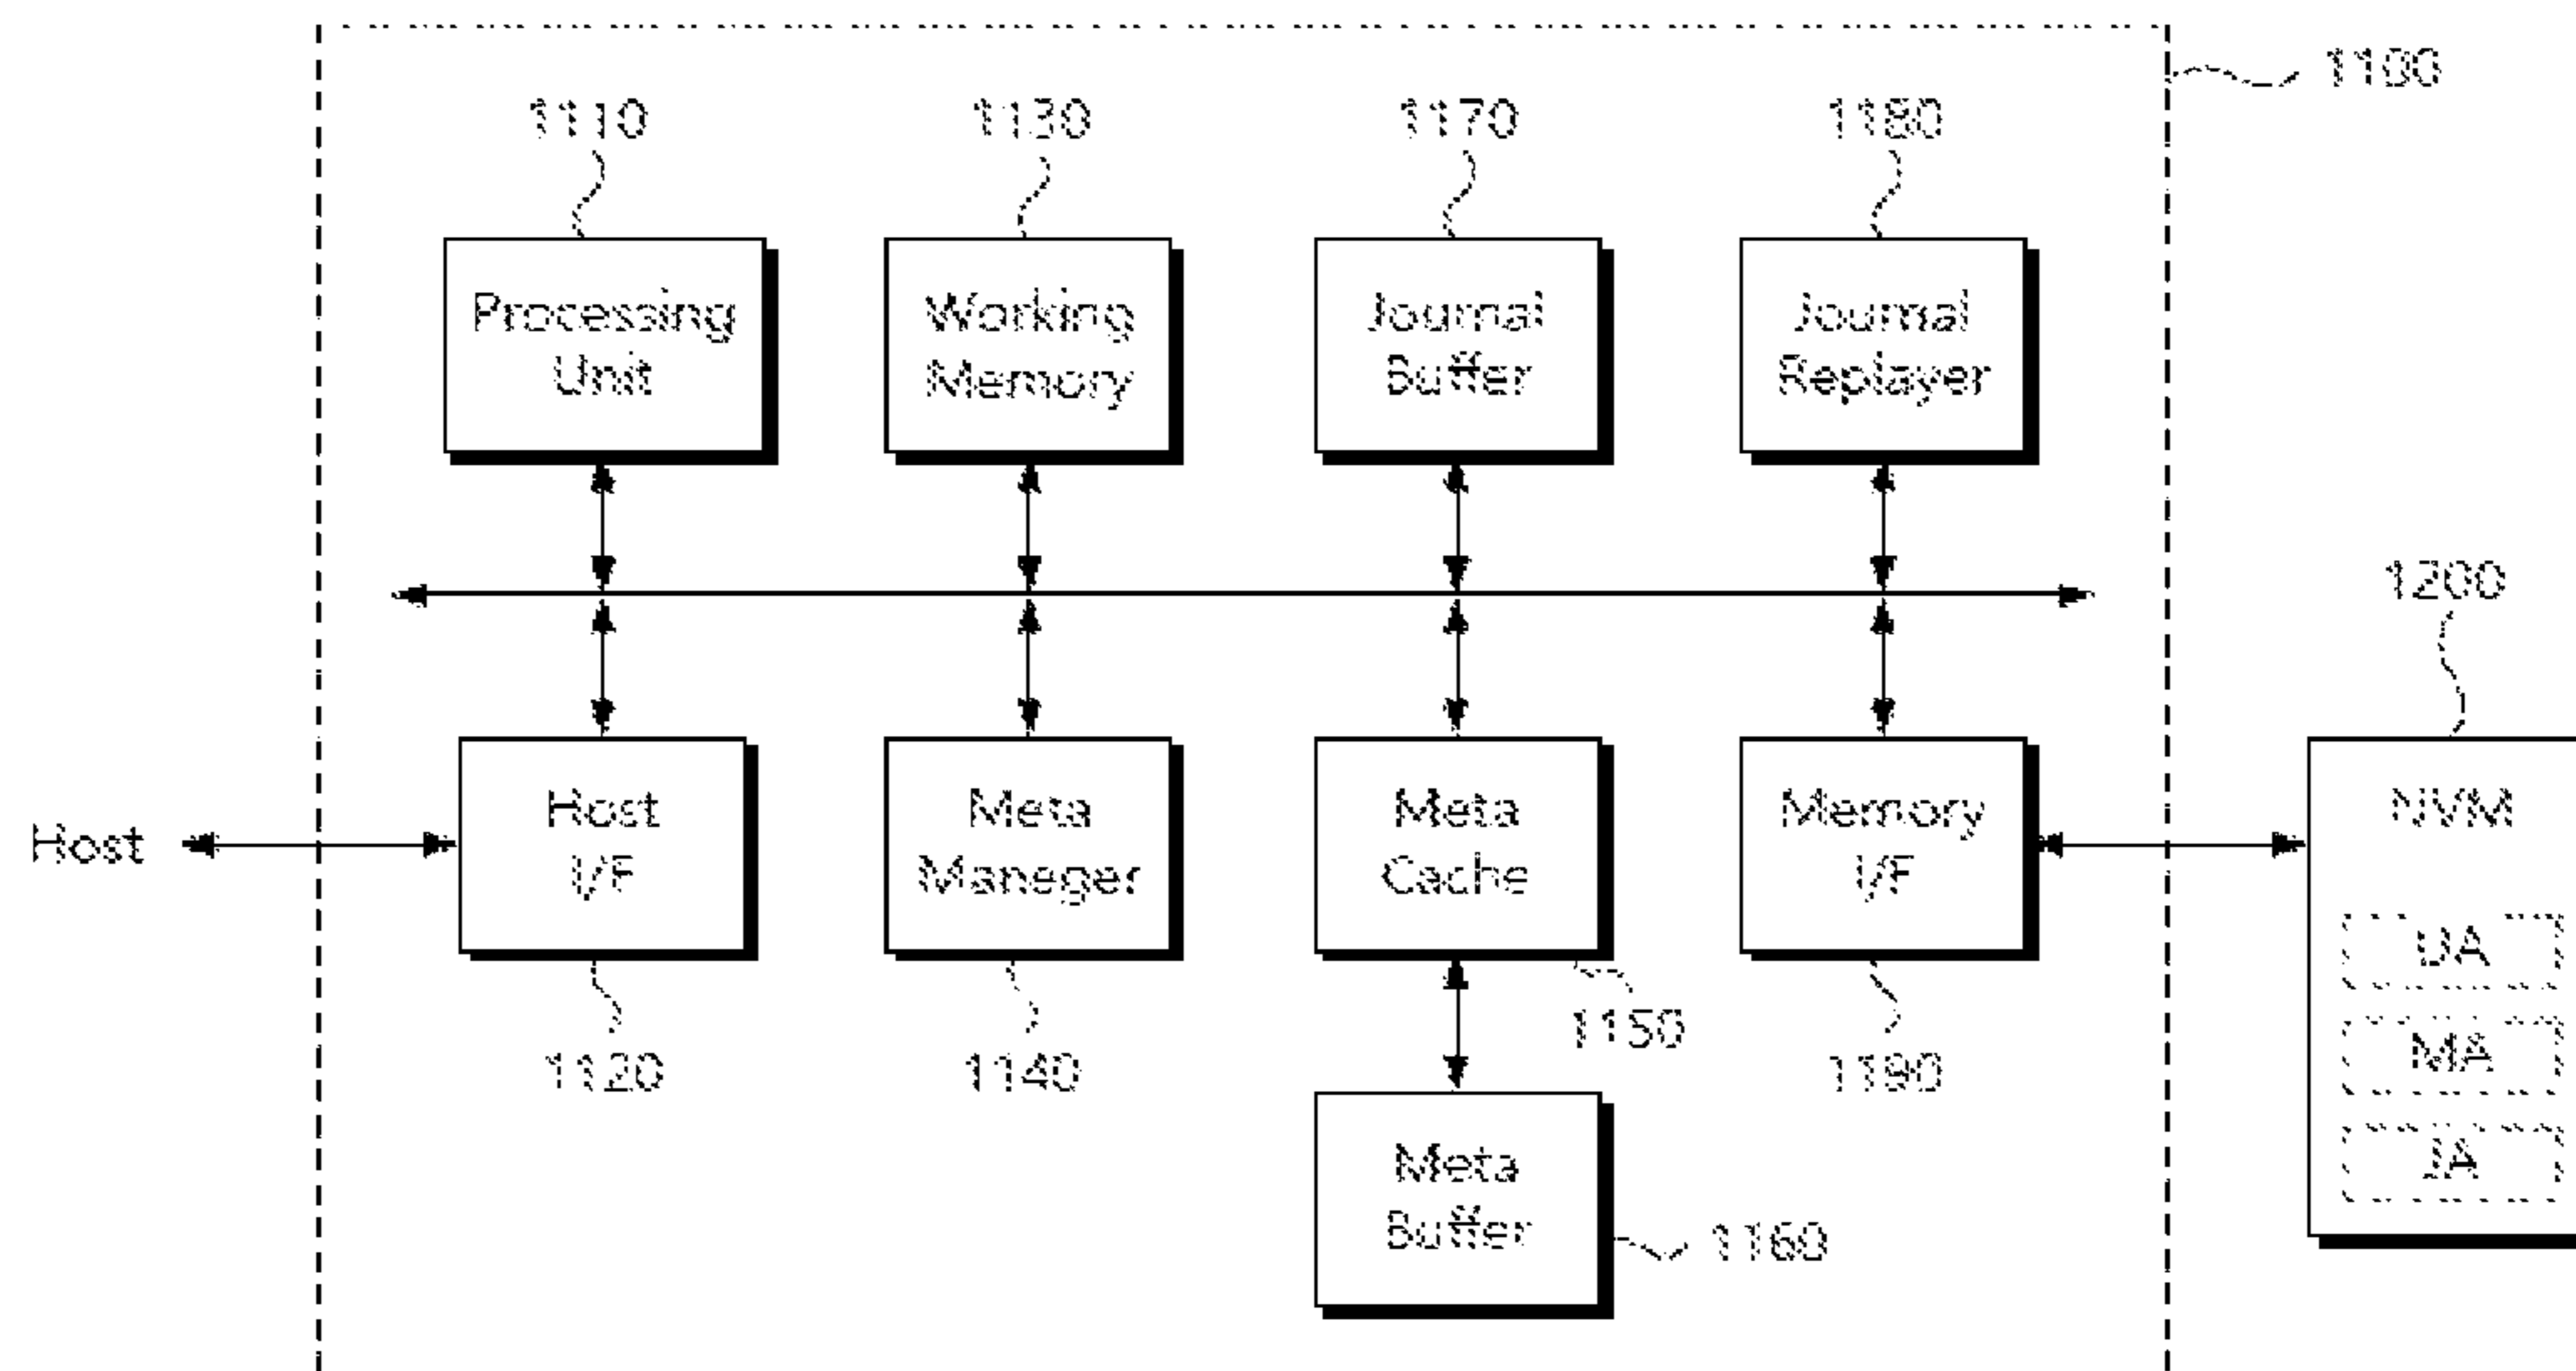 1100
1110
1130
1170
1180
Processing
Unit
Working
Memory
Journal
Buffer
Journal
Replayer
1200
Host
Host
I/F
Meta
Maneger
Meta
Cache
Memory
I/F
NVM
UA
MA
JA
1120
1140
1150
1190
Meta
Buffer
1160